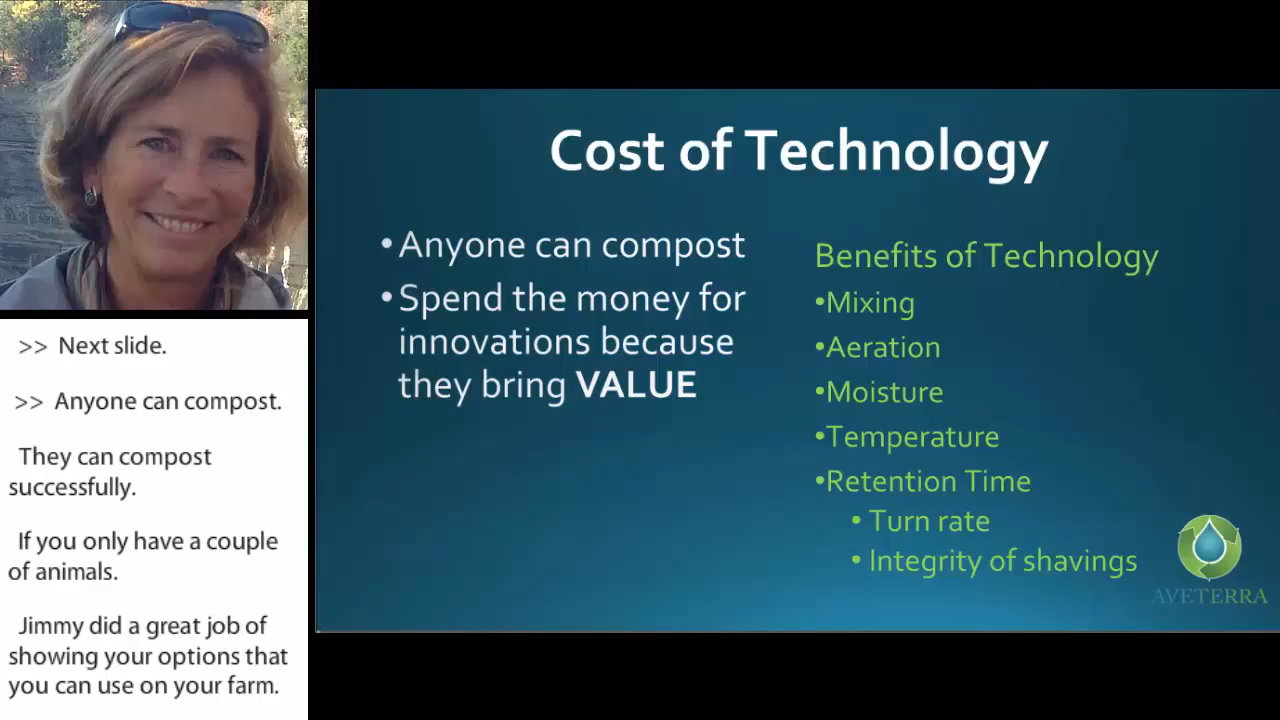 Cost of Technology
• Anyone can compost
• Spend the money for
innovations because
they bring VALUE
Benefits of Technology
•Mixing
•Aeration
•Moisture
•Temperature
•Retention Time
• Turn rate
• Integrity of shavings
AVETERRA
>> Next slide.
>> Anyone can compost.
They can compost
successfully.
If you only have a couple
of animals.
Jimmy did a great job of
showing your options that
you can use on your farm.